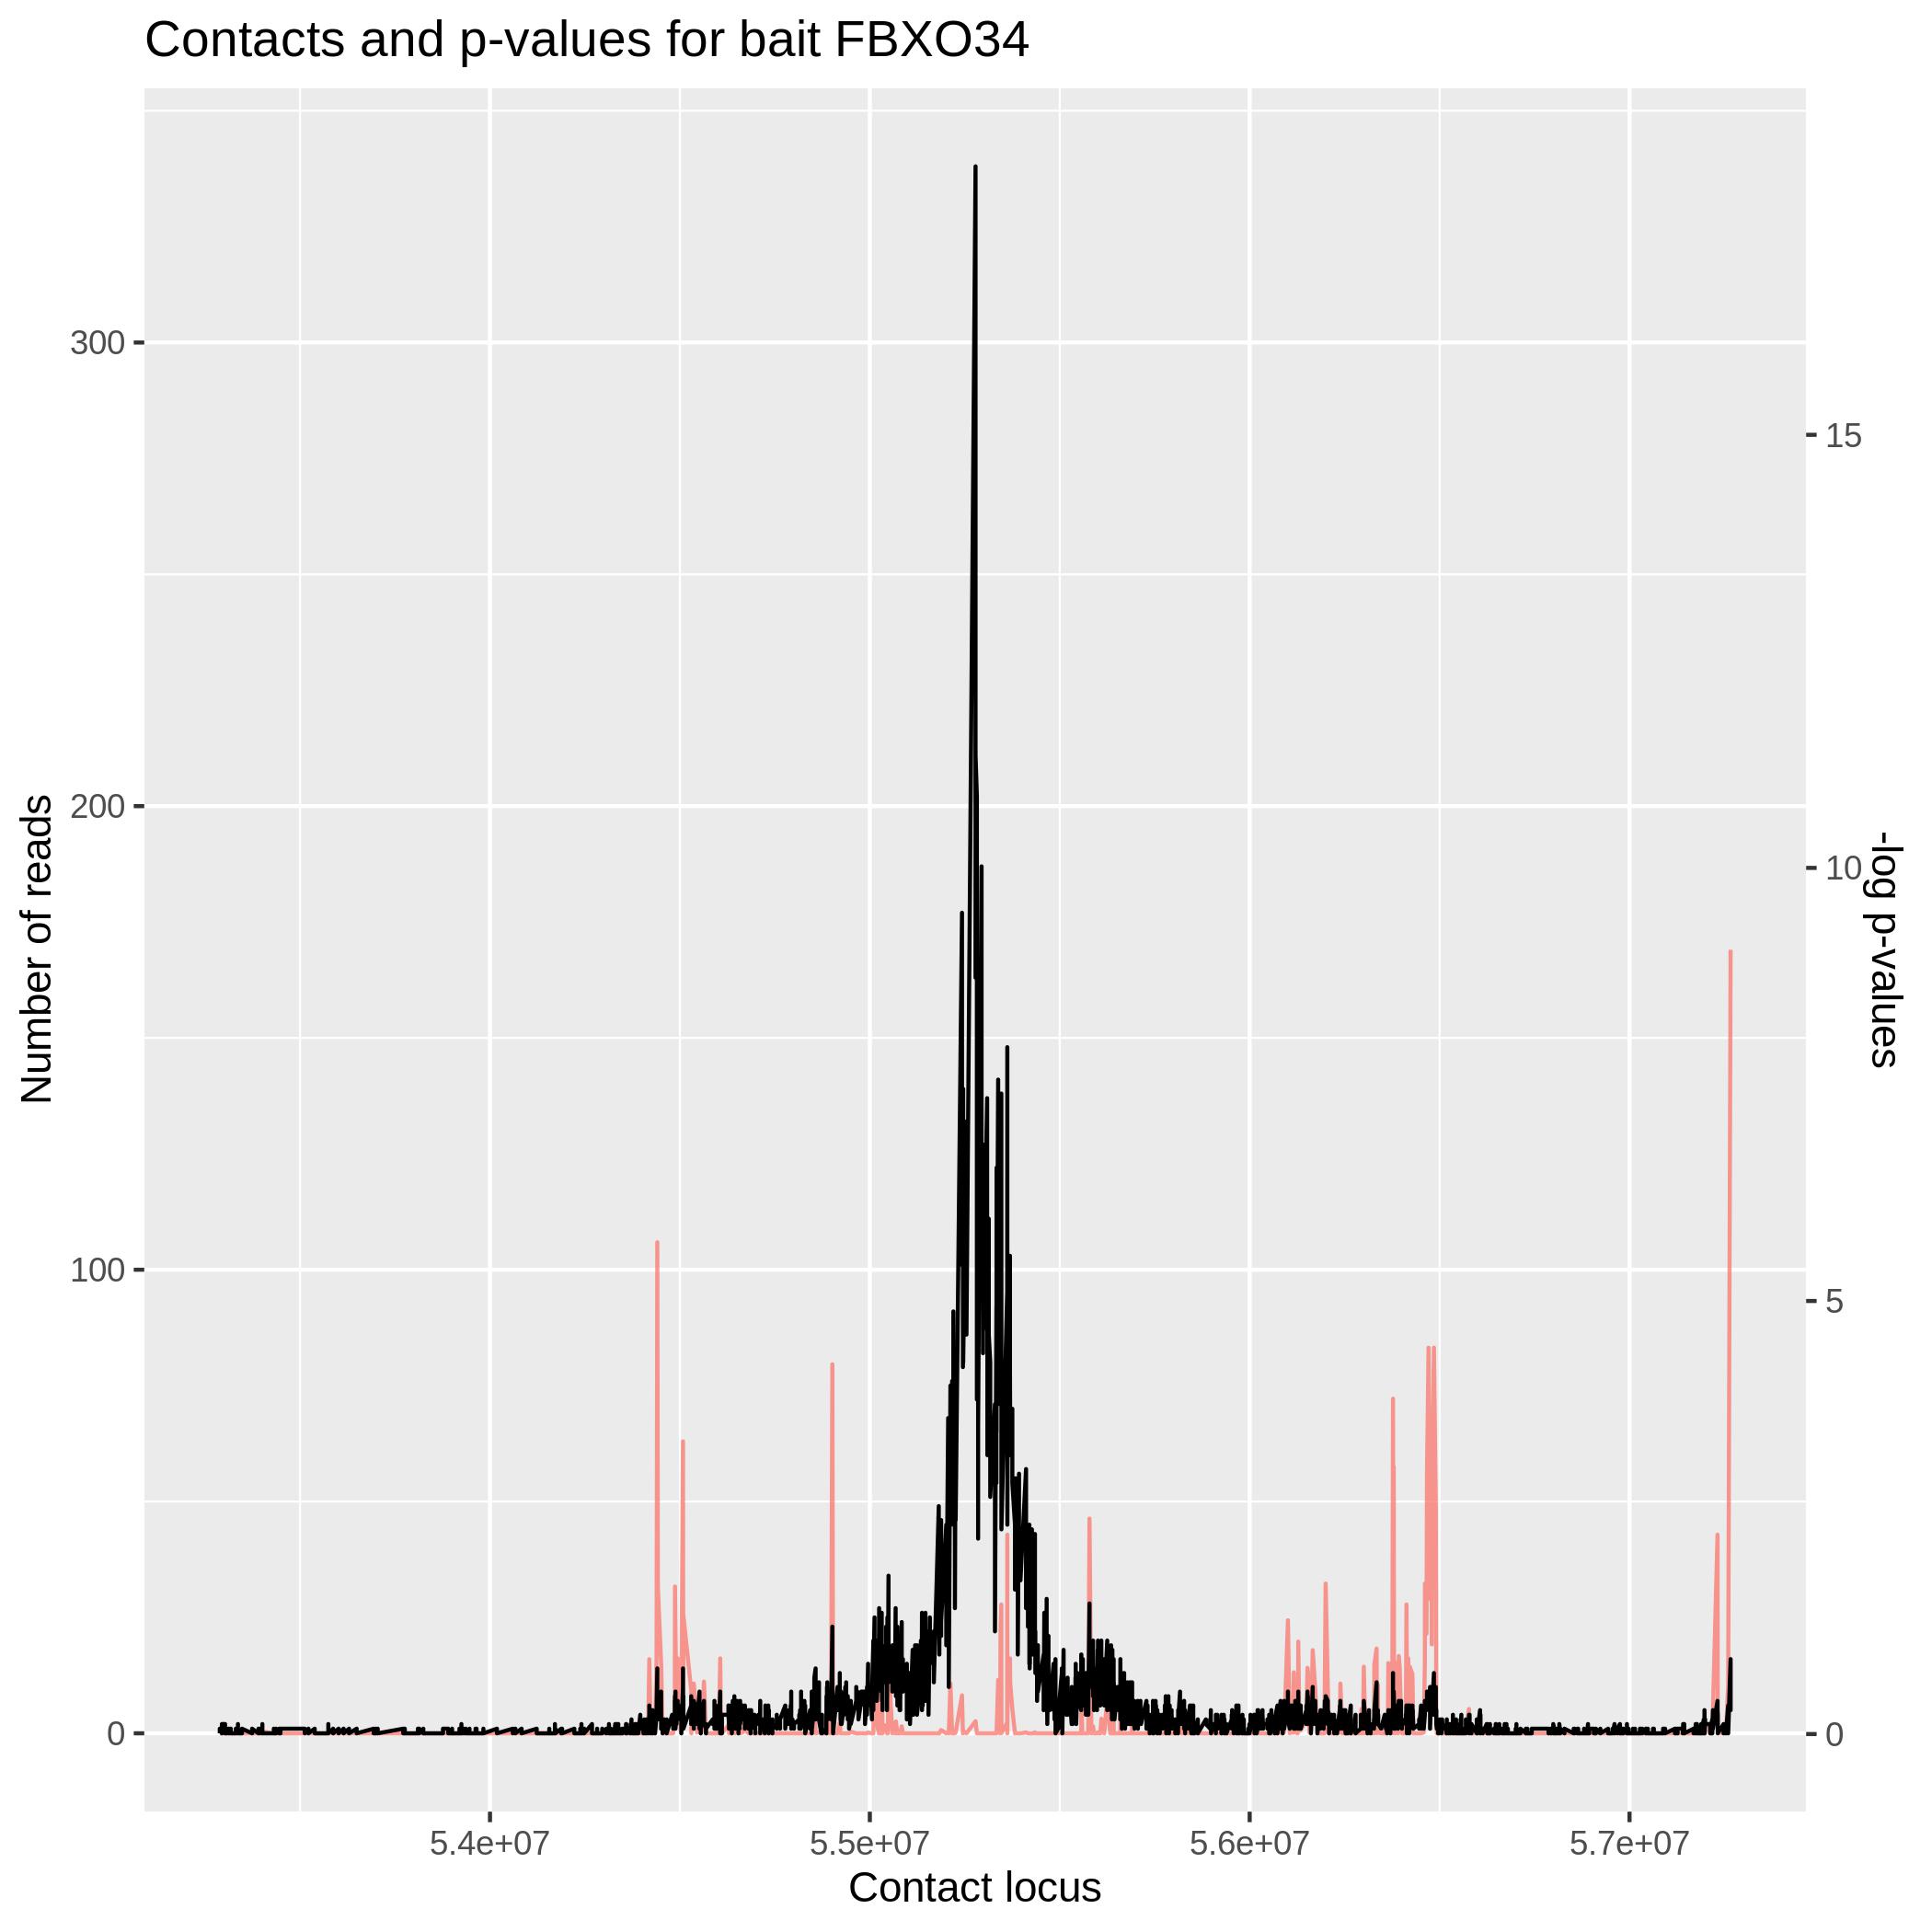 Contacts and p-values for bait FBXO34
Number of reads
300
200
100
0
15
10
5
0
-log p-values
5.4e+07
5.5e+07
5.6e+07
5.7e+07
Contact locus